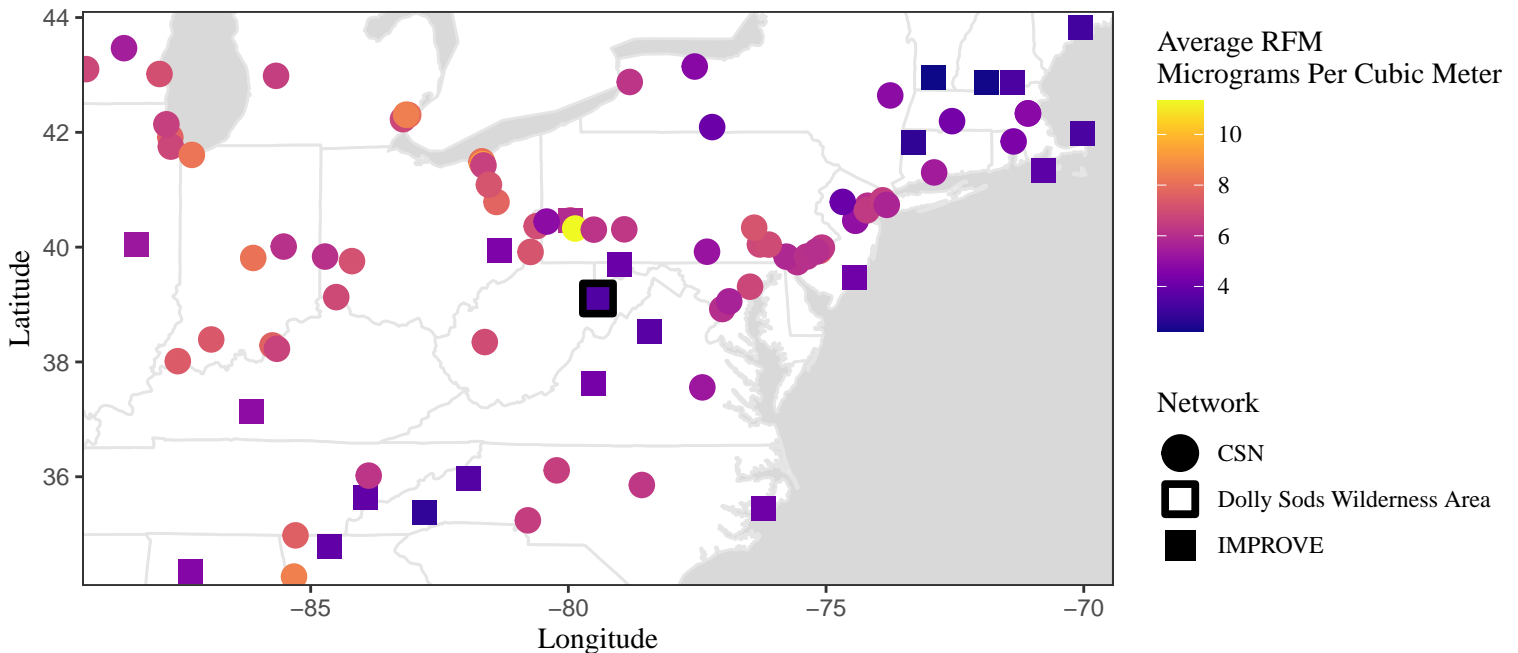 44
42
40
38
36
Latitude
−85
−80
−75
−70
Longitude
Average RFM
Micrograms Per Cubic Meter
10
8
6
4
Network
CSN
Dolly Sods Wilderness Area
IMPROVE